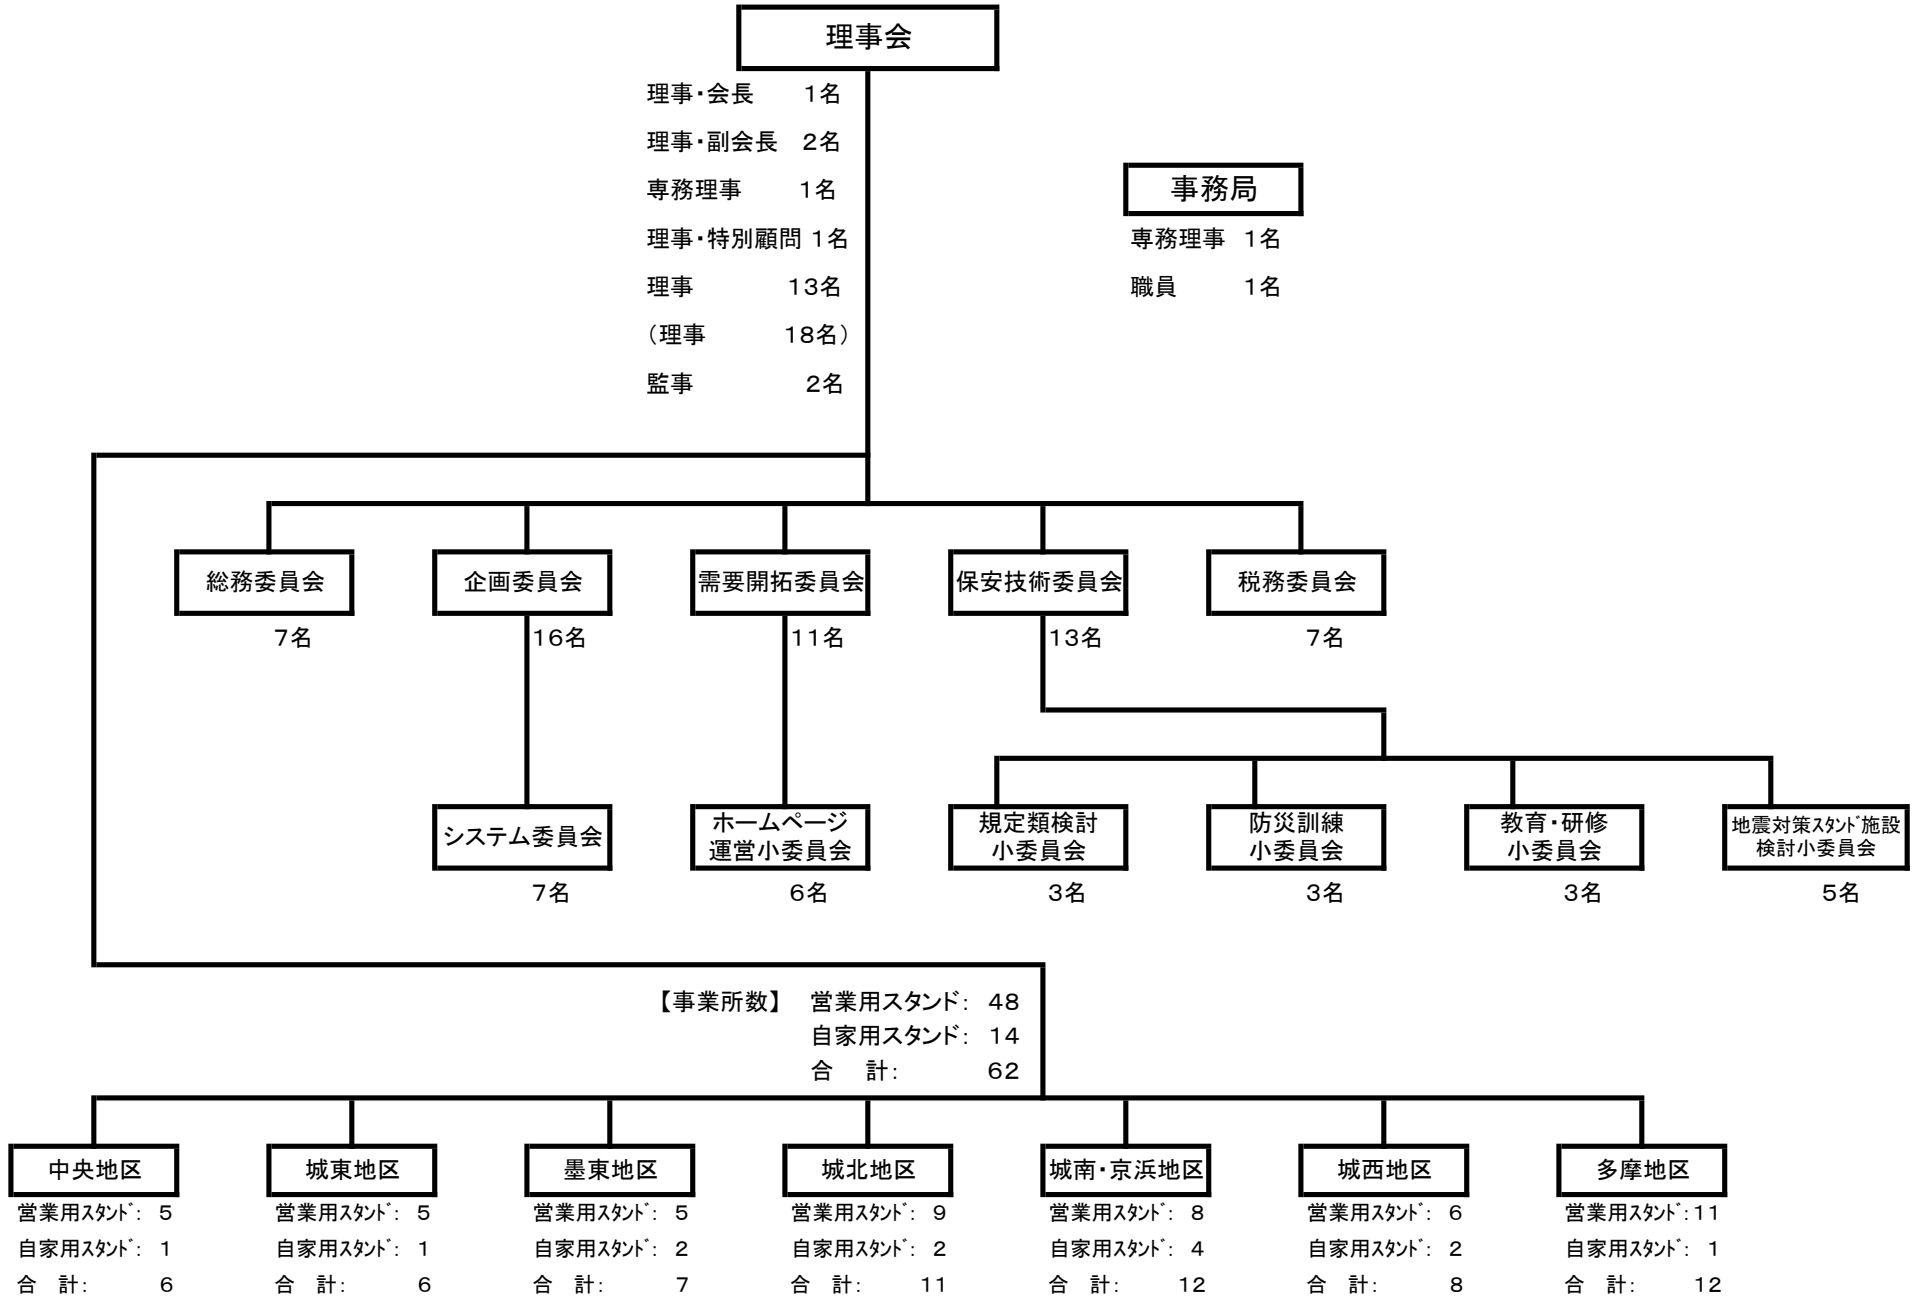 理事会
理事・会長　　1名
理事・副会長　2名
専務理事　　1名
理事・特別顧問 1名
理事　　　　13名
（理事　　　18名）
監事　　　　　2名
事務局
専務理事　1名
職員　　　1名
総務委員会
7名
企画委員会
16名
需要開拓委員会
11名
保安技術委員会
13名
税務委員会
7名
システム委員会
7名
ホームページ
運営小委員会
6名
規定類検討
小委員会
3名
防災訓練
小委員会
3名
教育・研修
小委員会
3名
地震対策ｽﾀﾝﾄﾞ施設
検討小委員会
5名
【事業所数】　営業用スタンド：　48
自家用スタンド：　14
合　計：　　　62
中央地区
営業用ｽﾀﾝﾄﾞ：　5
自家用ｽﾀﾝﾄﾞ：　1
合　計：　　　6
城東地区
営業用ｽﾀﾝﾄﾞ：　5
自家用ｽﾀﾝﾄﾞ：　1
合　計：　　　6
墨東地区
営業用ｽﾀﾝﾄﾞ：　5
自家用ｽﾀﾝﾄﾞ：　2
合　計：　　　7
城北地区
営業用ｽﾀﾝﾄﾞ：　9
自家用ｽﾀﾝﾄﾞ：　2
合　計：　　　11
城南・京浜地区
営業用ｽﾀﾝﾄﾞ：　8
自家用ｽﾀﾝﾄﾞ：　4
合　計：　　　12
城西地区
営業用ｽﾀﾝﾄﾞ：　6
自家用ｽﾀﾝﾄﾞ：　2
合　計：　　　8
多摩地区
営業用ｽﾀﾝﾄﾞ：11
自家用ｽﾀﾝﾄﾞ：　1
合　計：　　　12